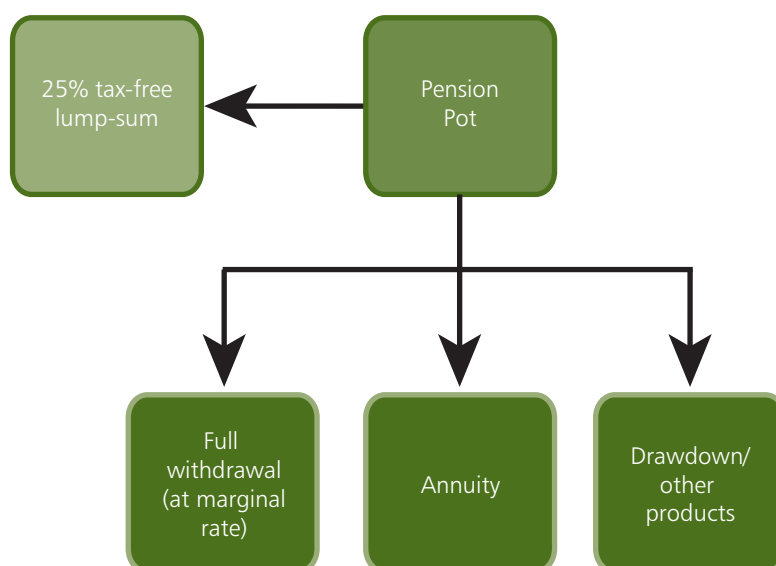 25% tax-free
lump-sum
Pension
Pot
Full
withdrawal
(at marginal
rate)
Annuity
Drawdown/
other
products